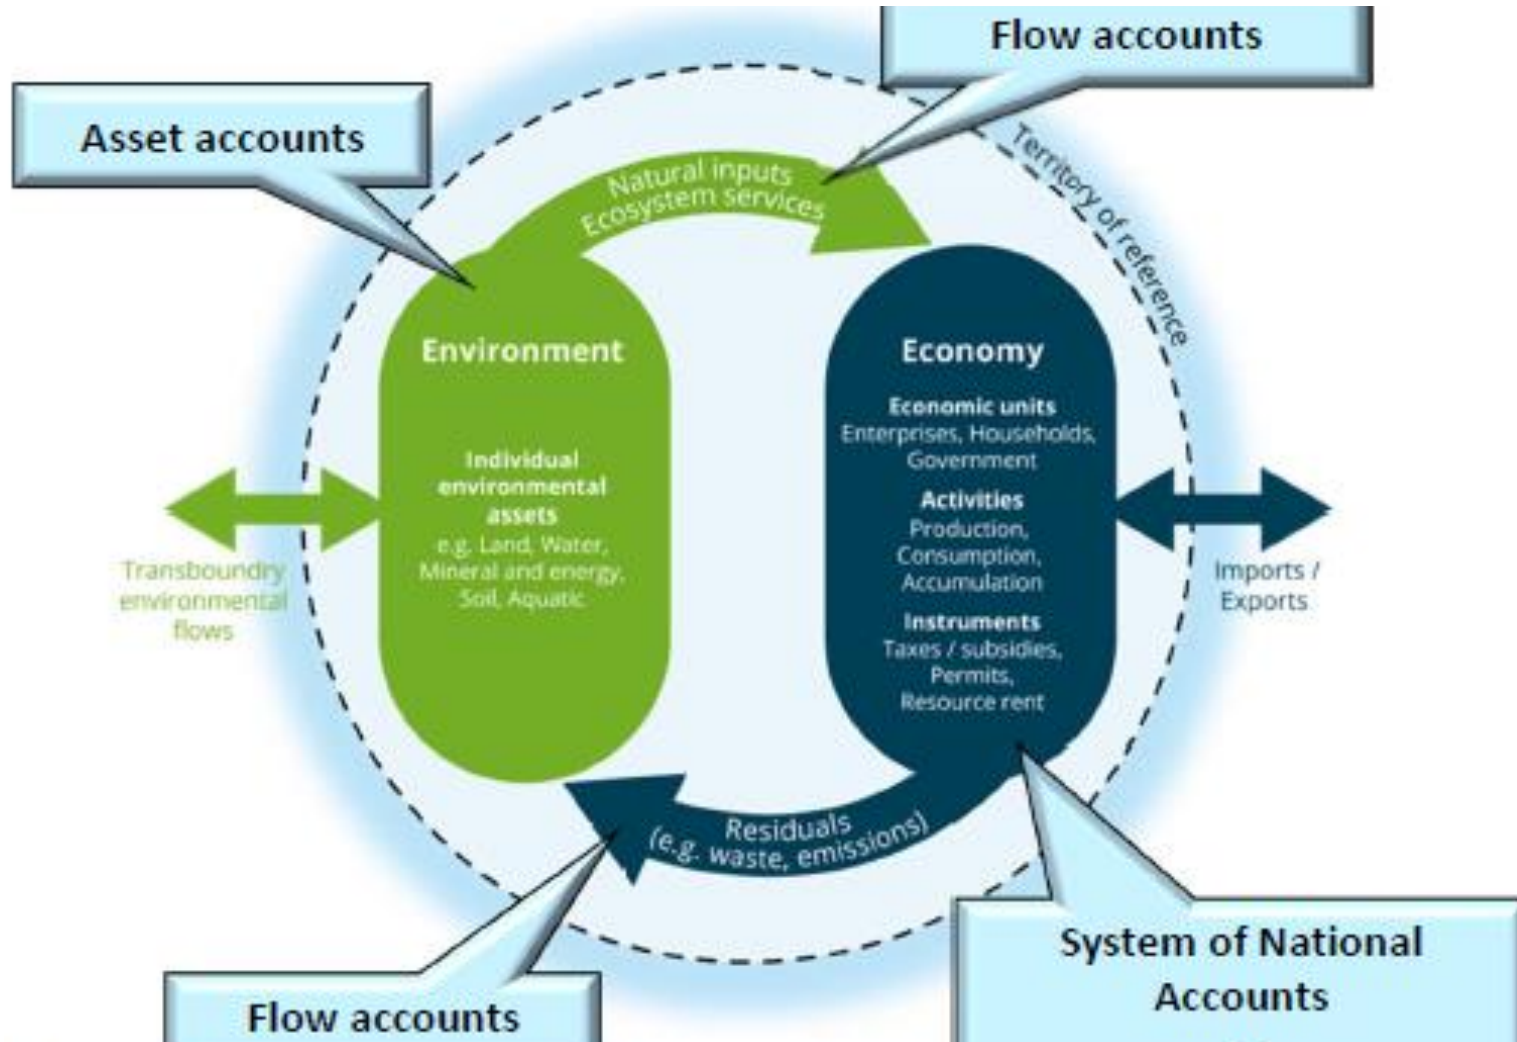 Flow accounts
Asset accounts
Natural inputs
Ecosystem services
Territory of reference
Environment
Individual
environmental
assets
e.g. Land, Water,
Mineral and energy,
Soil, Aquatic
Economy
Economic units
Enterprises, Households,
Government
Activities
Production,
Consumption,
Accumulation
Instruments
Taxes / subsidies,
Permits,
Resource rent
Transboundry
environmental
flows
Imports /
Exports
Residuals
(e.g. waste, emissions)
Flow accounts
System of National
Accounts